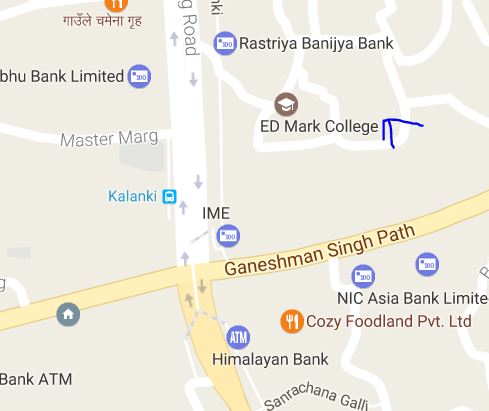 गाउँले चमेना गृह
Rastriya Banijya Bank
bhu Bank Limited
Road
ED Mark College
Master Marg
Kalanki
IME
Ganeshman Singh Path
NIC Asia Bank Limite
Cozy Foodland Pvt. Ltd
ATM
Himalayan Bank
Bank ATM
Sanrachana Galli